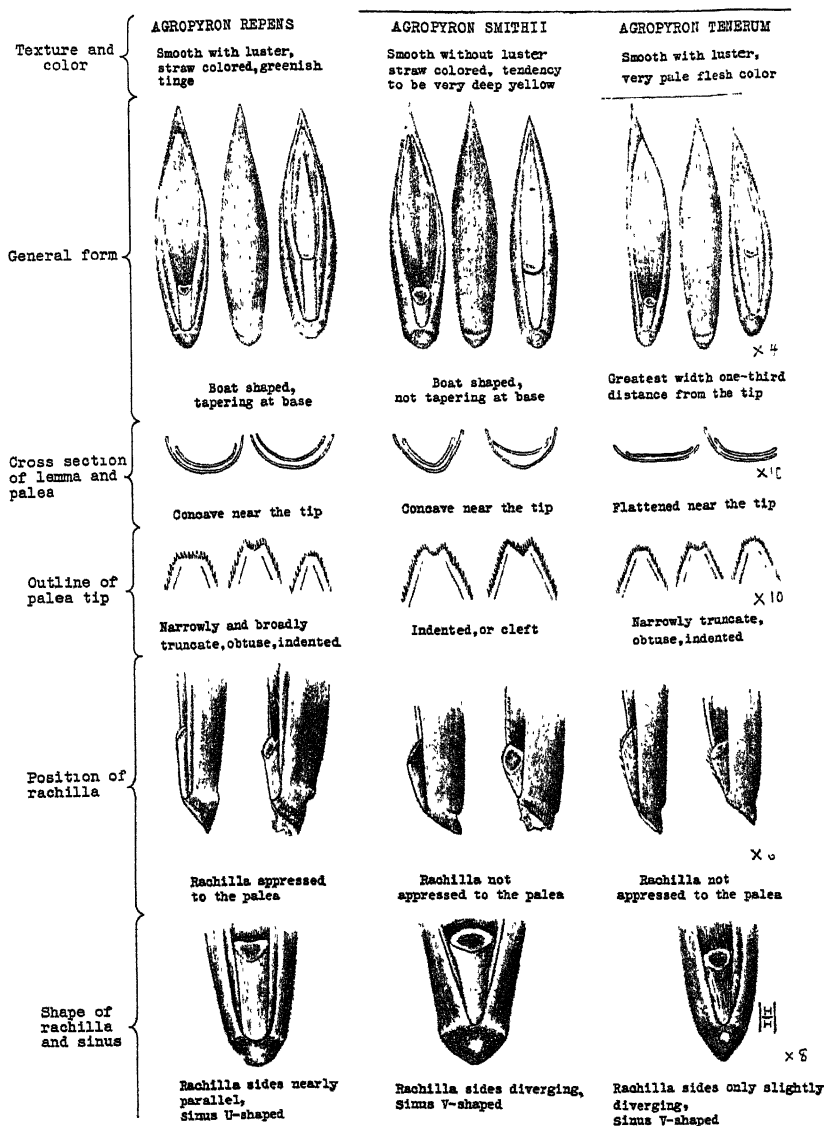 AGROPYRON REPENS
AGROPYRON SMITHII
AGROPYRON TENERUM
Texture and
color
Smooth with luster,
straw colored, greenish
tinge
Smooth without luster
straw colored, tendency
to be very deep yellow
Smooth with luster,
very pale flesh color
General form
X 4
Boat shaped,
tapering at base
Boat shaped,
not tapering at base
Greatest width one-third
distance from the tip
Cross section
of lemma and
palea
Concave near the tip
Concave near the tip
Flattened near the tip
Outline of
palea tip
X 10
Narrowly and broadly
truncate, obtuse, indented
Indented, or cleft
Narrowly truncate,
obtuse, indented
Position of
rachilla
Rachilla appressed
to the palea
Rachilla not
appressed to the palea
Rachilla not
appressed to the palea
Shape of
rachilla
and sinus
x 8
Rachilla sides nearly
parallel,
Sinus U-shaped
Rachilla sides diverging,
Sinus V-shaped
Rachilla sides only slightly
diverging,
Sinus V-shaped